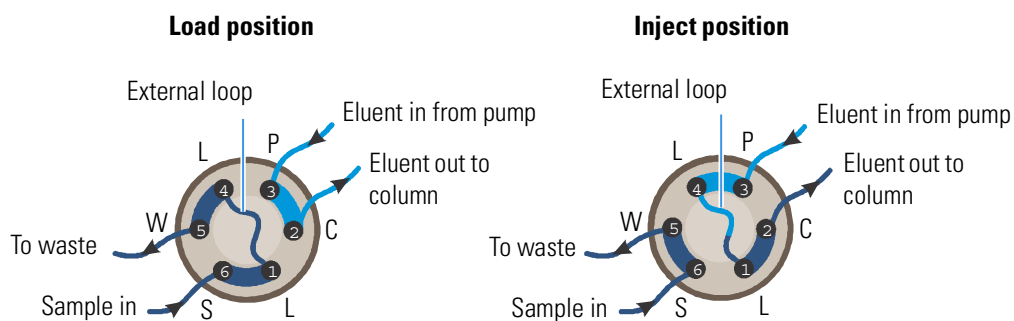 Load position
External loop
Eluent in from pump
L
P
Eluent out to
column
4
3
W
5
2
C
To waste
6
1
Sample in
S
L
Inject position
External loop
Eluent in from pump
L
P
Eluent out to
column
4
3
W
5
2
C
To waste
6
1
Sample in
S
L